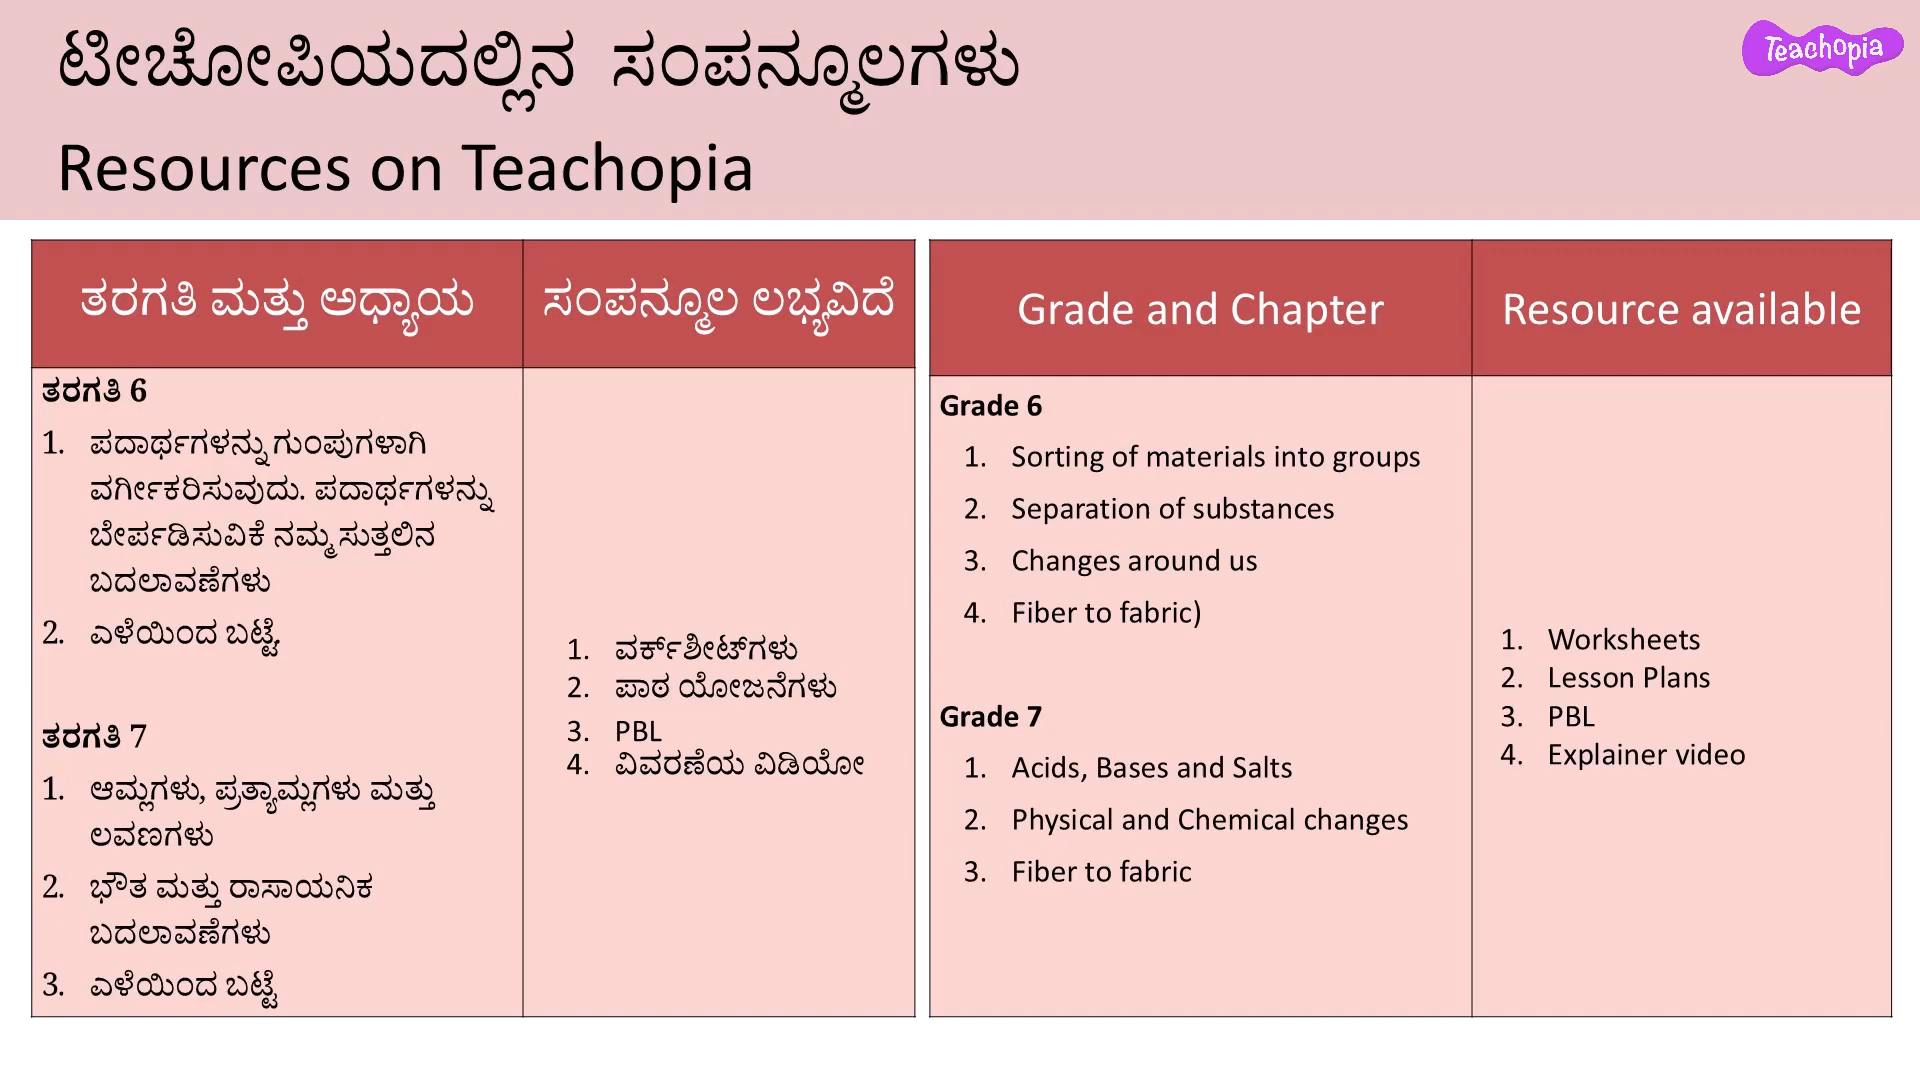 ಟೀಚೋಪಿಯದಲ್ಲಿನ ಸಂಪನ್ಮೂಲಗಳು
Teachopia
Resources on Teachopia
ತರಗತಿ ಮತ್ತು ಅಧ್ಯಾಯ
ಸಂಪನ್ಮೂಲ ಲಭ್ಯವಿದೆ
ತರಗತಿ 6
1. ಪದಾರ್ಥಗಳನ್ನು ಗುಂಪುಗಳಾಗಿ
ವರ್ಗೀಕರಿಸುವುದು. ಪದಾರ್ಥಗಳನ್ನು
ಬೇರ್ಪಡಿಸುವಿಕೆ ನಮ್ಮ ಸುತ್ತಲಿನ
ಬದಲಾವಣೆಗಳು
2. ಎಳೆಯಿಂದ ಬಟ್ಟೆ.
ತರಗತಿ 7
1. ಆಮ್ಲಗಳು, ಪ್ರತ್ಯಾಮ್ಲಗಳು ಮತ್ತು
ಲವಣಗಳು
2. ಭೌತ ಮತ್ತು ರಾಸಾಯನಿಕ
ಬದಲಾವಣೆಗಳು
3. ಎಳೆಯಿಂದ ಬಟ್ಟೆ
1. ವರ್ಕ್‌ಶೀಟ್‌ಗಳು
2. ಪಾಠ ಯೋಜನೆಗಳು
3. PBL
4. ವಿವರಣೆಯ ವಿಡಿಯೋ
Grade and Chapter
Resource available
Grade 6
1. Sorting of materials into groups
2. Separation of substances
3. Changes around us
4. Fiber to fabric)
Grade 7
1. Acids, Bases and Salts
2. Physical and Chemical changes
3. Fiber to fabric
1. Worksheets
2. Lesson Plans
3. PBL
4. Explainer video